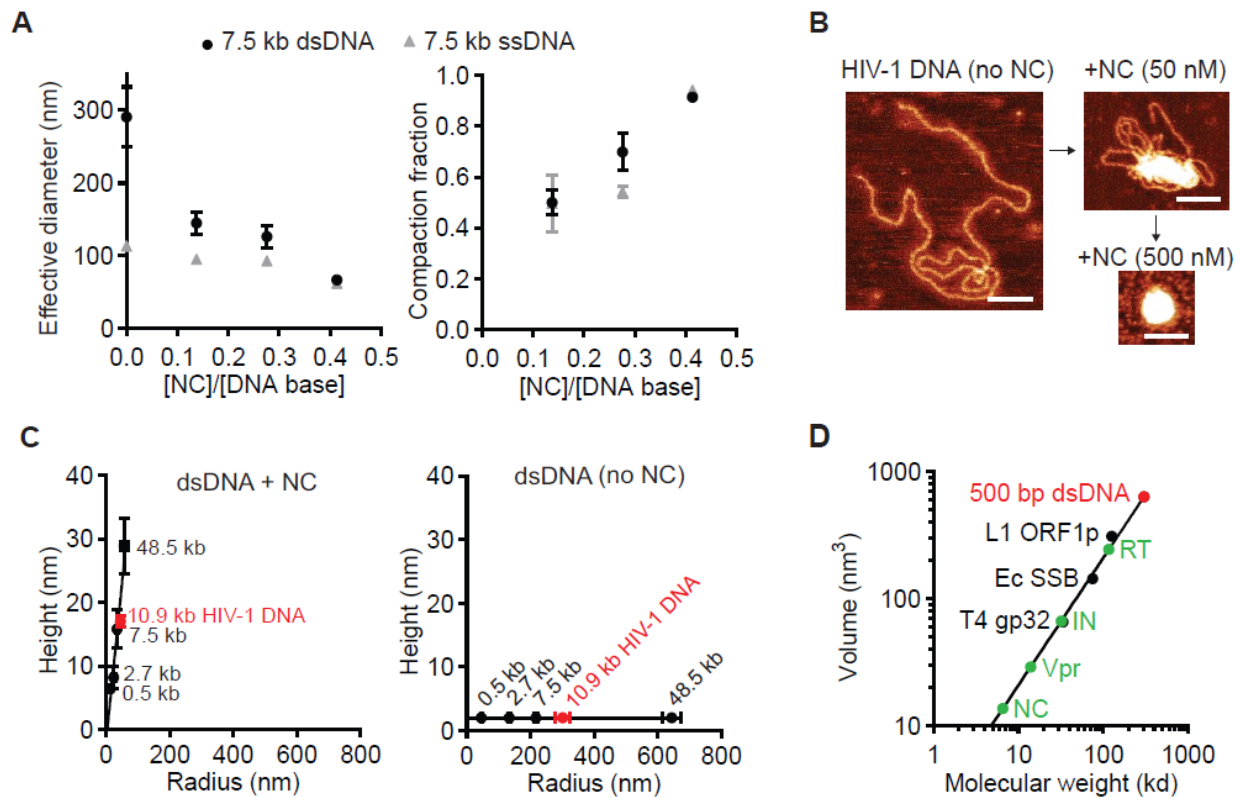 A
7.5 kb dsDNA
7.5 kb ssDNA
Effective diameter (nm)
300
200
100
0
0.0 0.1 0.2 0.3 0.4 0.5
[NC]/[DNA base]
Compaction fraction
1.0
0.8
0.6
0.4
0.2
0.0
0.0 0.1 0.2 0.3 0.4 0.5
[NC]/[DNA base]
B
HIV-1 DNA (no NC)
+NC (50 nM)
+NC (500 nM)
C
dsDNA + NC
Height (nm)
40
30
20
10
0
48.5 kb
10.9 kb HIV-1 DNA
7.5 kb
2.7 kb
0.5 kb
0 200 400 600 800
Radius (nm)
dsDNA (no NC)
Height (nm)
40
30
20
10
0
0.5 kb
2.7 kb
7.5 kb
10.9 kb HIV-1 DNA
48.5 kb
0 200 400 600 800
Radius (nm)
D
Volume (nm³)
1000
100
10
500 bp dsDNA
L1 ORF1p
RT
Ec SSB
T4 gp32
IN
Vpr
NC
1 10 100 1000
Molecular weight (kd)